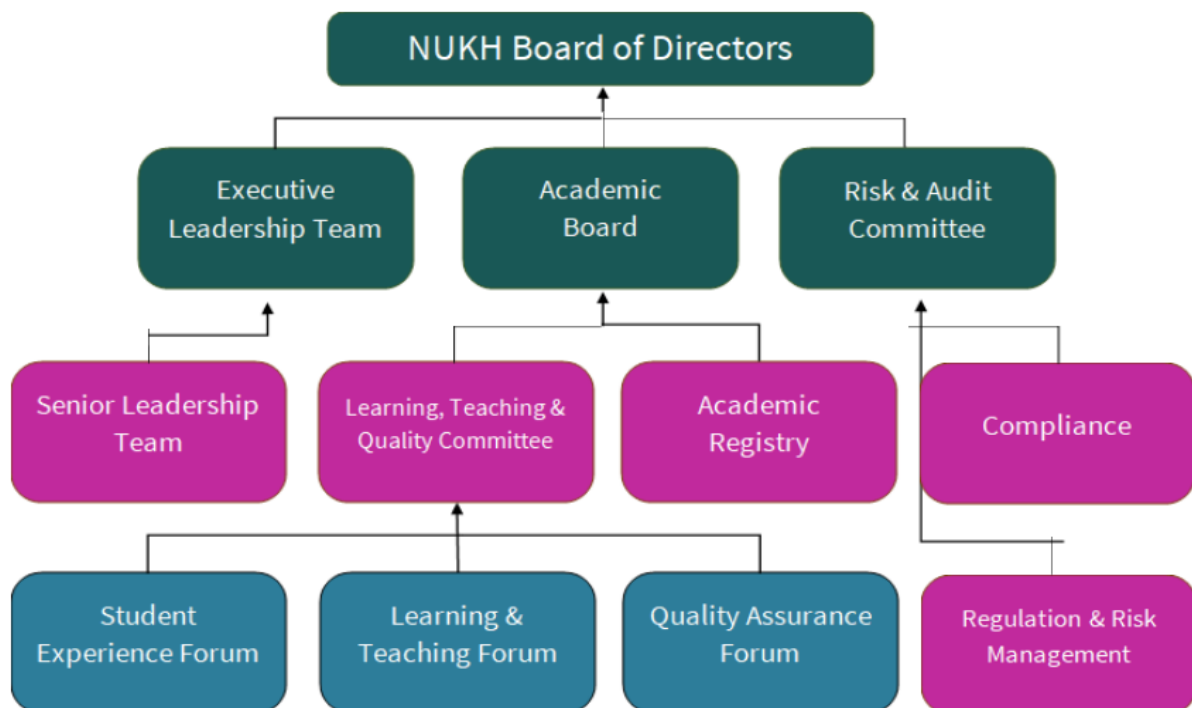 NUKH Board of Directors
Executive
Leadership Team
Academic
Board
Risk & Audit
Committee
Senior Leadership
Team
Learning, Teaching &
Quality Committee
Academic
Registry
Compliance
Student
Experience Forum
Learning &
Teaching Forum
Quality Assurance
Forum
Regulation & Risk
Management